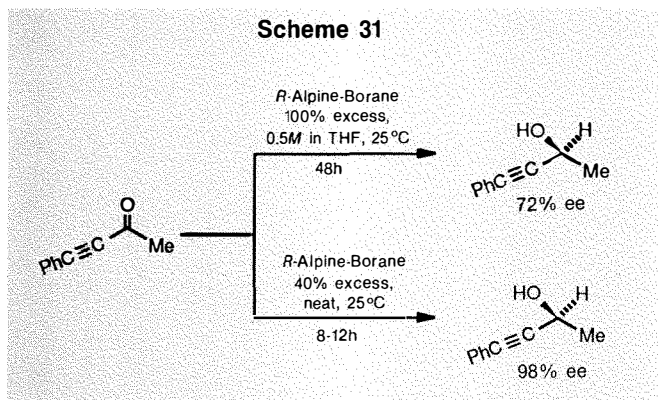 Scheme 31
R-Alpine-Borane
100% excess,
0.5M in THF, 25°C
48h
HO
H
PhC≡C
Me
72% ee
O
PhC≡C
Me
R-Alpine-Borane
40% excess,
neat, 25°C
8-12h
HO
H
PhC≡C
Me
98% ee